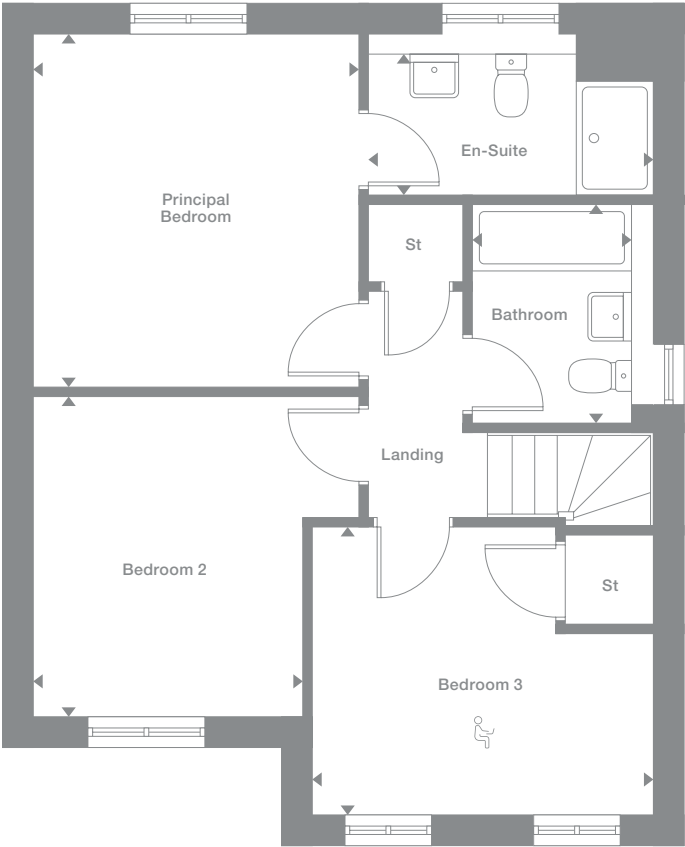 En-Suite
Principal
Bedroom
St
Bathroom
Landing
Bedroom 2
St
Bedroom 3